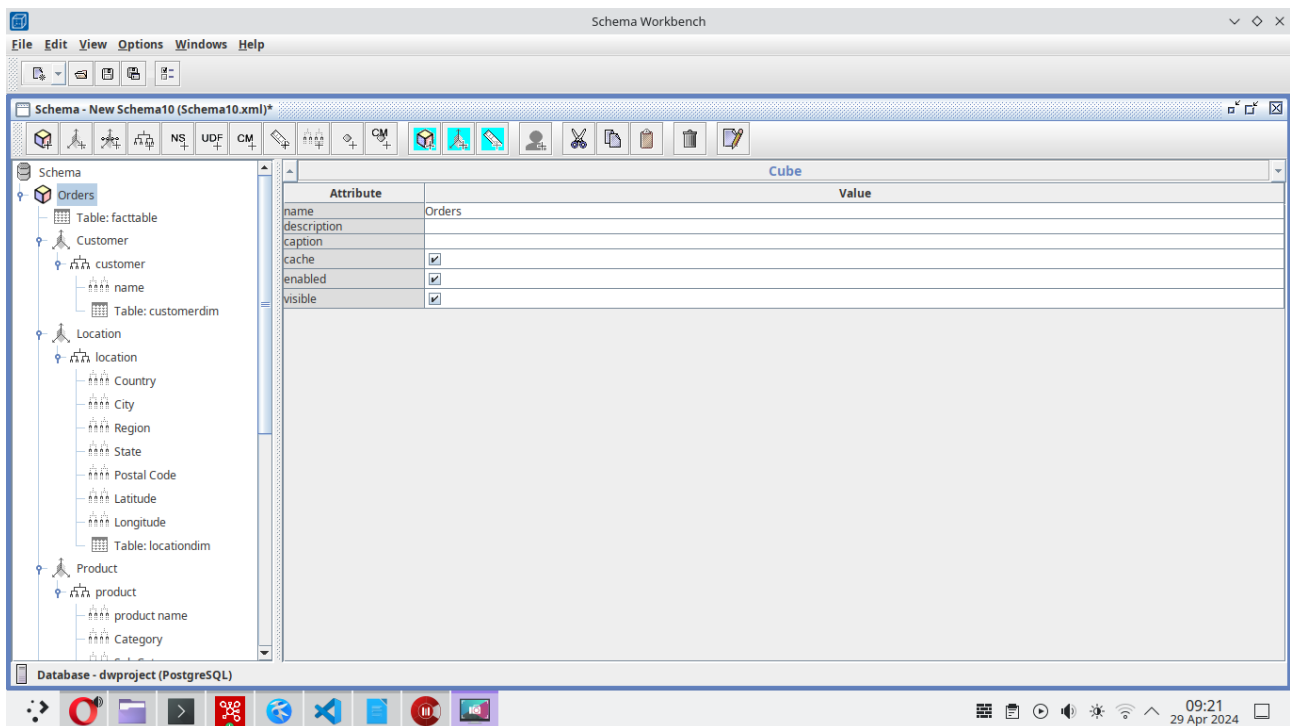 Schema Workbench
File Edit View Options Windows Help
Schema - New Schema10 (Schema10.xml)*
NS UDF CM CM
Schema
Orders
Table: facttable
Customer
customer
name
Table: customerdim
Location
location
Country
City
Region
State
Postal Code
Latitude
Longitude
Table: locationdim
Product
product
product name
Category
Cube
Attribute Value
name Orders
description
caption
cache
enabled
visible
Database - dwproject (PostgreSQL)
09:21
29 Apr 2024